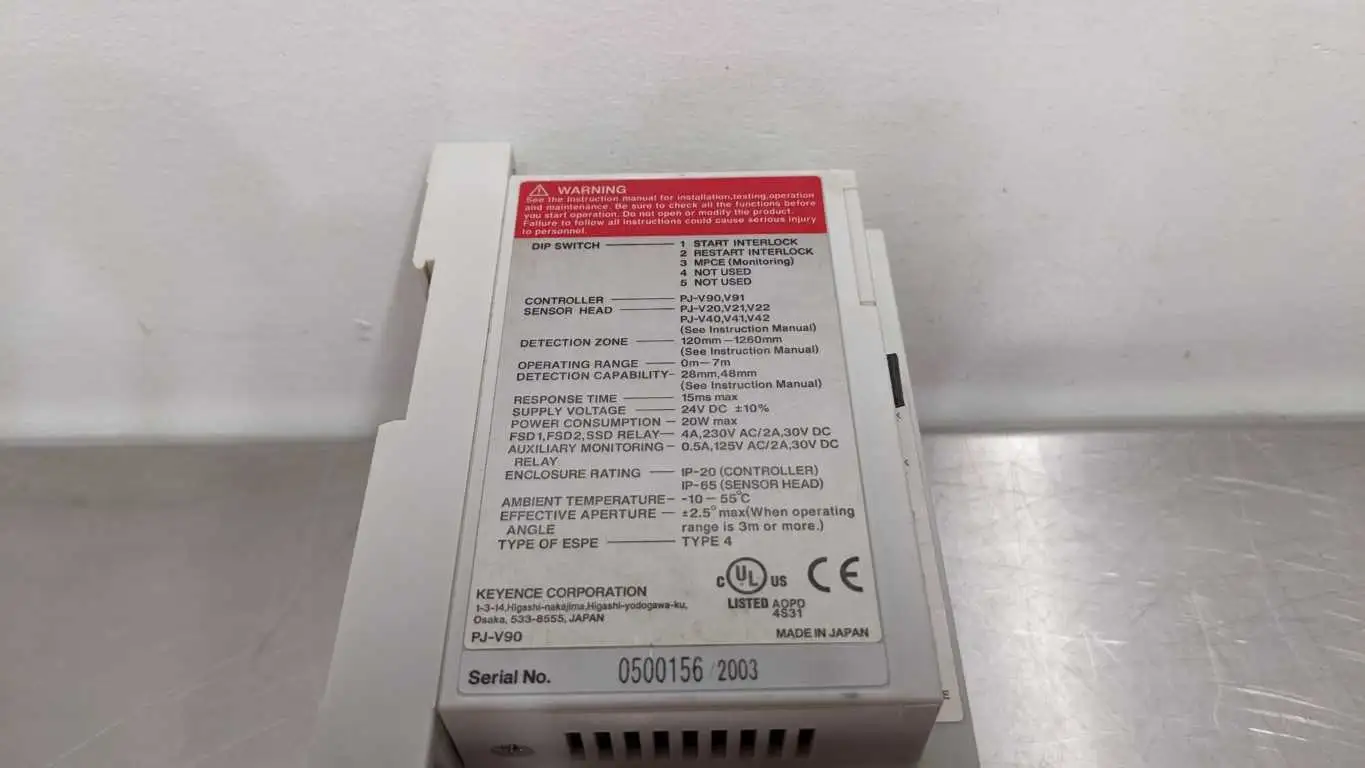 ⚠ WARNING
See the Instruction manual for installation,testing,operation
and maintenance. Be sure to check all the functions before
you start operation. Do not open or modify the product.
Failure to follow all instructions could cause serious injury
to personnel.
DIP SWITCH 1 START INTERLOCK
2 RESTART INTERLOCK
3 MPCE (Monitoring)
4 NOT USED
5 NOT USED
CONTROLLER PJ-V90,V91
SENSOR HEAD PJ-V20,V21,V22
PJ-V40,V41,V42
(See Instruction Manual)
DETECTION ZONE 120mm—1260mm
(See Instruction Manual)
OPERATING RANGE 0m—7m
DETECTION CAPABILITY 28mm,48mm
(See Instruction Manual)
RESPONSE TIME 15ms max
SUPPLY VOLTAGE 24V DC ±10%
POWER CONSUMPTION 20W max
FSD1,FSD2,SSD RELAY 4A,230V AC/2A,30V DC
AUXILIARY MONITORING 0.5A,125V AC/2A,30V DC
RELAY
ENCLOSURE RATING IP-20 (CONTROLLER)
IP-65 (SENSOR HEAD)
AMBIENT TEMPERATURE -10—55°C
EFFECTIVE APERTURE ±2.5° max(When operating
ANGLE range is 3m or more.)
TYPE OF ESPE TYPE 4
C UL US CE
LISTED AOPD
4S31
KEYENCE CORPORATION
1-3-14,Higashi-nakajima,Higashi-yodogawa-ku,
Osaka, 533-8555, JAPAN
PJ-V90 MADE IN JAPAN
Serial No. 0500156/2003
E